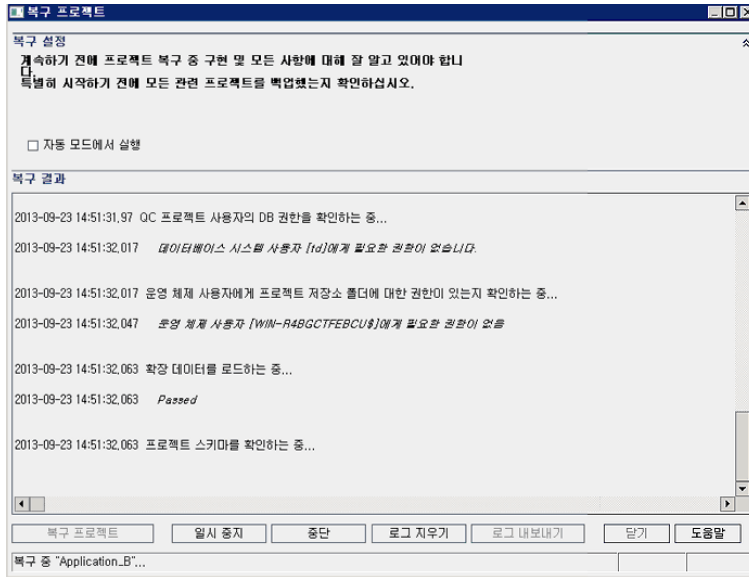 복구 프로젝트
복구 설정
계속하기 전에 프로젝트 복구 중 구현 및 모든 사항에 대해 잘 알고 있어야 합니
다.
특별히 시작하기 전에 모든 관련 프로젝트를 백업했는지 확인하십시오.
자동 모드에서 실행
복구 결과
2013-09-23 14:51:31,97 QC 프로젝트 사용자의 DB 권한을 확인하는 중...
2013-09-23 14:51:32,017 데이터베이스 시스템 사용자 [td]에게 필요한 권한이 없습니다.
2013-09-23 14:51:32,017 운영 체제 사용자에게 프로젝트 저장소 폴더에 대한 권한이 있는지 확인하는 중...
2013-09-23 14:51:32,047 운영 체제 사용자 [WIN-R4BGCTFEBCU$]에게 필요한 권한이 없음
2013-09-23 14:51:32,063 확장 데이터를 로드하는 중...
2013-09-23 14:51:32,063 Passed
2013-09-23 14:51:32,063 프로젝트 스키마를 확인하는 중...
복구 프로젝트 일시 중지 중단 로그 지우기 로그 내보내기 닫기 도움말
복구 중 "Application_B"...